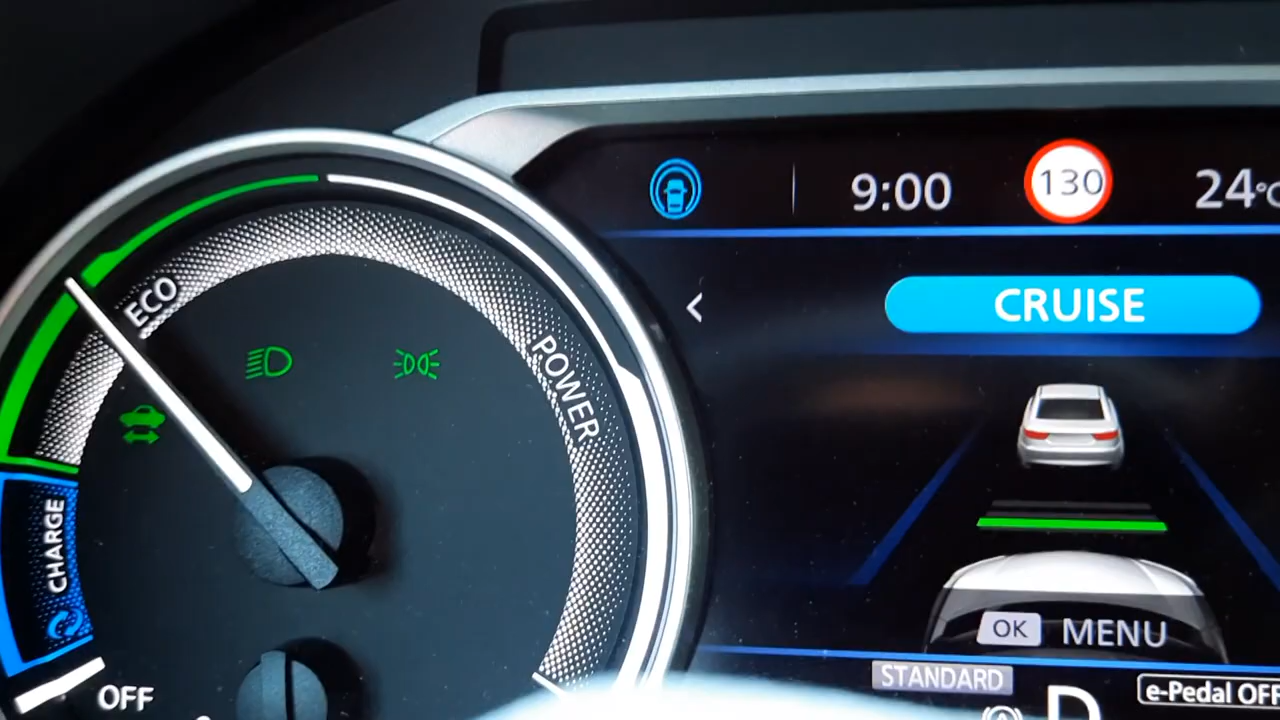 9:00 130 24°C
CRUISE
ECO
POWER
CHARGE
OFF
OK MENU
STANDARD
D
e-Pedal OFF